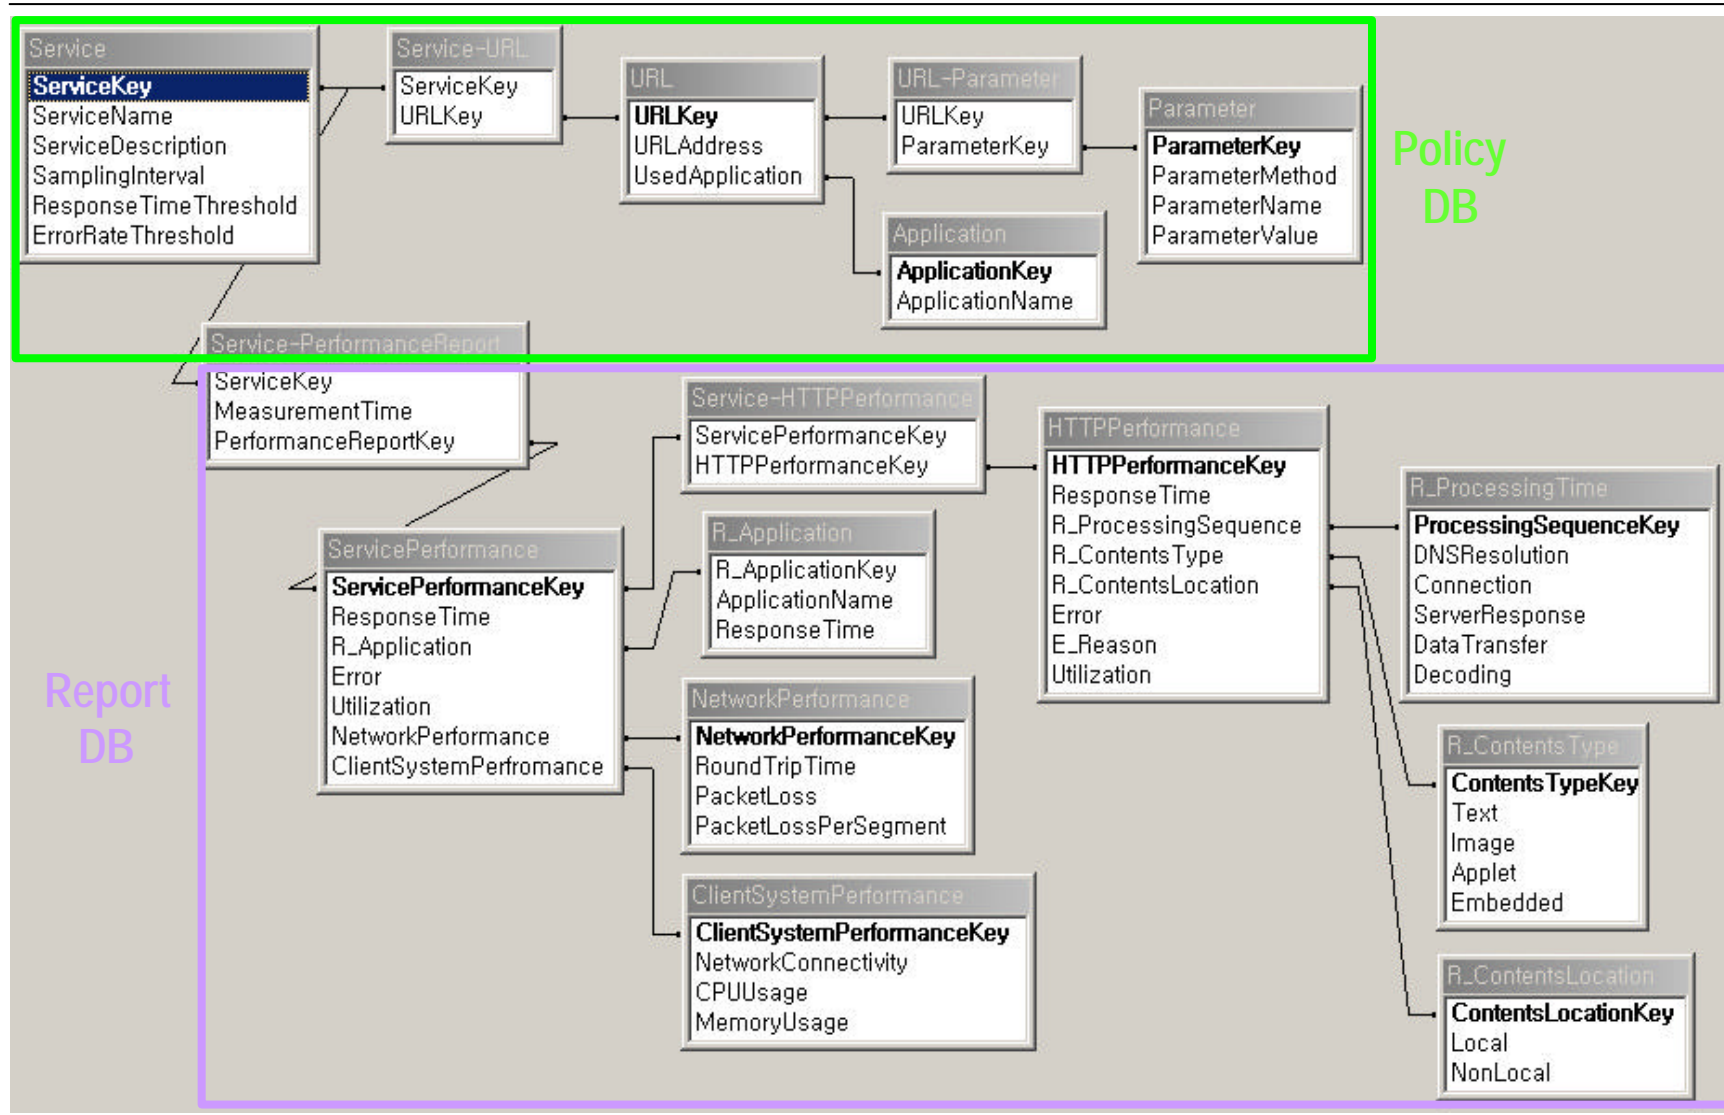 Service
ServiceKey
ServiceName
ServiceDescription
SamplingInterval
ResponseTimeThreshold
ErrorRateThreshold
Service-URL
ServiceKey
URLKey
URL
URLKey
URLAddress
UsedApplication
URL-Parameter
URLKey
ParameterKey
Parameter
ParameterKey
ParameterMethod
ParameterName
ParameterValue
Application
ApplicationKey
ApplicationName
Policy
DB
Service-PerformanceReport
ServiceKey
MeasurementTime
PerformanceReportKey
Service-HTTPPerformance
ServicePerformanceKey
HTTPPerformanceKey
HTTPPerformance
HTTPPerformanceKey
ResponseTime
R_ProcessingSequence
R_ContentsType
R_ContentsLocation
Error
E_Reason
Utilization
R_ProcessingTime
ProcessingSequenceKey
DNSResolution
Connection
ServerResponse
DataTransfer
Decoding
ServicePerformance
ServicePerformanceKey
ResponseTime
R_Application
Error
Utilization
NetworkPerformance
ClientSystemPerfromance
R_Application
R_ApplicationKey
ApplicationName
ResponseTime
Report
DB
NetworkPerformance
NetworkPerformanceKey
RoundTripTime
PacketLoss
PacketLossPerSegment
R_ContentsType
ContentsTypeKey
Text
Image
Applet
Embedded
ClientSystemPerformance
ClientSystemPerformanceKey
NetworkConnectivity
CPUUsage
MemoryUsage
R_ContentsLocation
ContentsLocationKey
Local
NonLocal